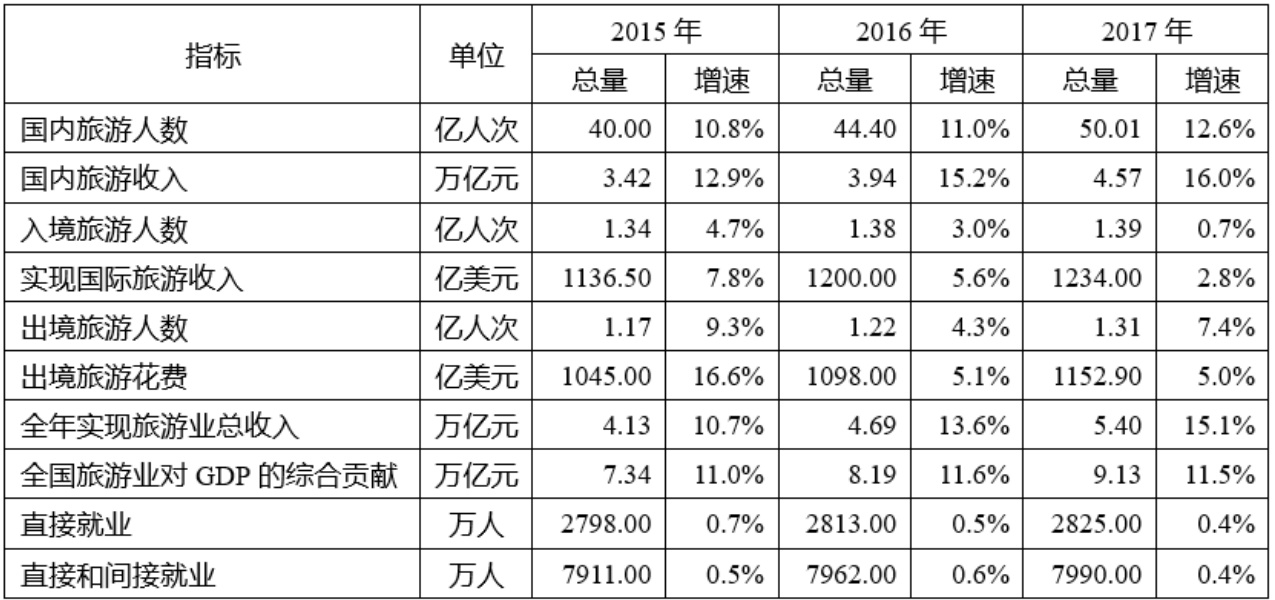 指标 单位 2015 年 2016 年 2017 年
总量 增速 总量 增速 总量 增速
国内旅游人数 亿人次 40.00 10.8% 44.40 11.0% 50.01 12.6%
国内旅游收入 万亿元 3.42 12.9% 3.94 15.2% 4.57 16.0%
入境旅游人数 亿人次 1.34 4.7% 1.38 3.0% 1.39 0.7%
实现国际旅游收入 亿美元 1136.50 7.8% 1200.00 5.6% 1234.00 2.8%
出境旅游人数 亿人次 1.17 9.3% 1.22 4.3% 1.31 7.4%
出境旅游花费 亿美元 1045.00 16.6% 1098.00 5.1% 1152.90 5.0%
全年实现旅游业总收入 万亿元 4.13 10.7% 4.69 13.6% 5.40 15.1%
全国旅游业对 GDP 的综合贡献 万亿元 7.34 11.0% 8.19 11.6% 9.13 11.5%
直接就业 万人 2798.00 0.7% 2813.00 0.5% 2825.00 0.4%
直接和间接就业 万人 7911.00 0.5% 7962.00 0.6% 7990.00 0.4%